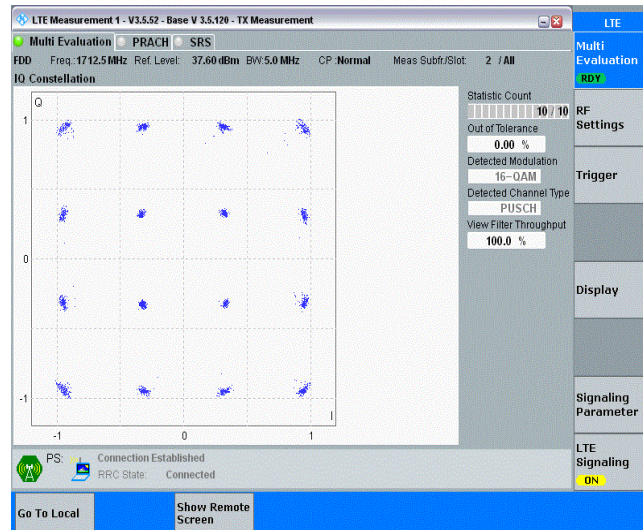 LTE Measurement 1 - V3.5.52 - Base V 3.5.120 - TX Measurement
LTE
Multi Evaluation PRACH SRS
FDD Freq.:1712.5 MHz Ref. Level: 37.60 dBm BW:5.0 MHz CP :Normal Meas Subfr./Slot: 2 / All
IQ Constellation
Q
1
0
-1
-1 0 1
I
Statistic Count
10 / 10
Out of Tolerance
0.00 %
Detected Modulation
16-QAM
Detected Channel Type
PUSCH
View Filter Throughput
100.0 %
PS: Connection Established
RRC State: Connected
Multi
Evaluation
RDY
RF
Settings
Trigger
Display
Signaling
Parameter
LTE
Signaling
ON
Go To Local
Show Remote
Screen